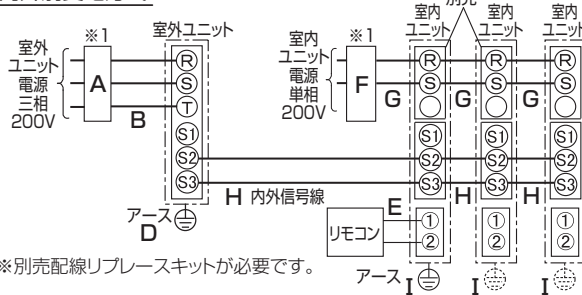 別売
※1
室外ユニット
※1
室内
ユニット
室内
ユニット
室内
ユニット
室外
ユニット
電源
三相
200V
A
B
R
S
T
S1
S2
S3
室内
ユニット
電源
単相
200V
F
G
G
G
R
S
S1
S2
S3
R
S
S1
S2
S3
R
S
S1
S2
S3
H 内外信号線
H
H
アース
D
リモコン
E
①
②
①
②
①
②
※別売配線リプレースキットが必要です。
アース I
I
I